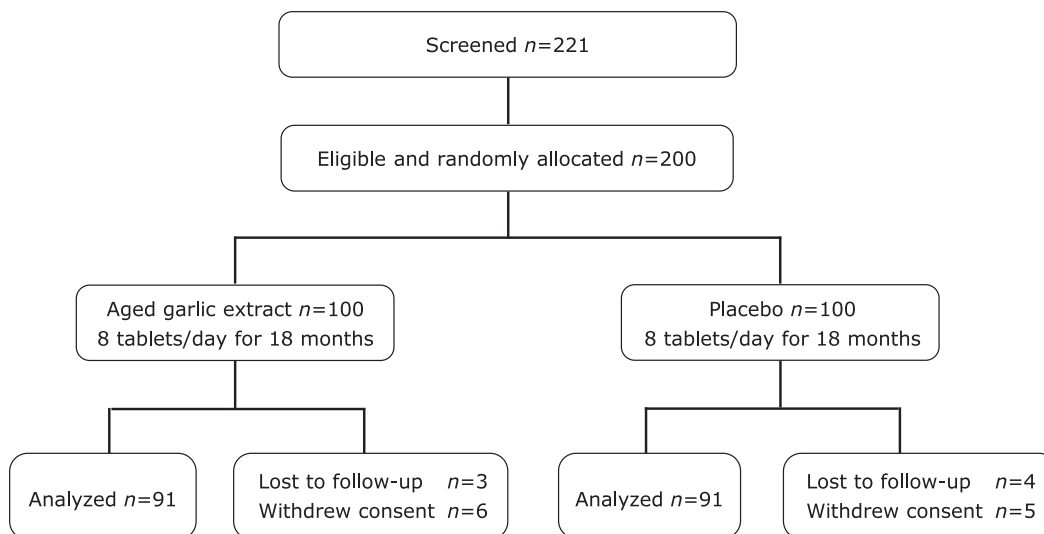 Screened n=221
Eligible and randomly allocated n=200
Aged garlic extract n=100
8 tablets/day for 18 months
Placebo n=100
8 tablets/day for 18 months
Analyzed n=91
Lost to follow-up n=3
Withdrew consent n=6
Analyzed n=91
Lost to follow-up n=4
Withdrew consent n=5